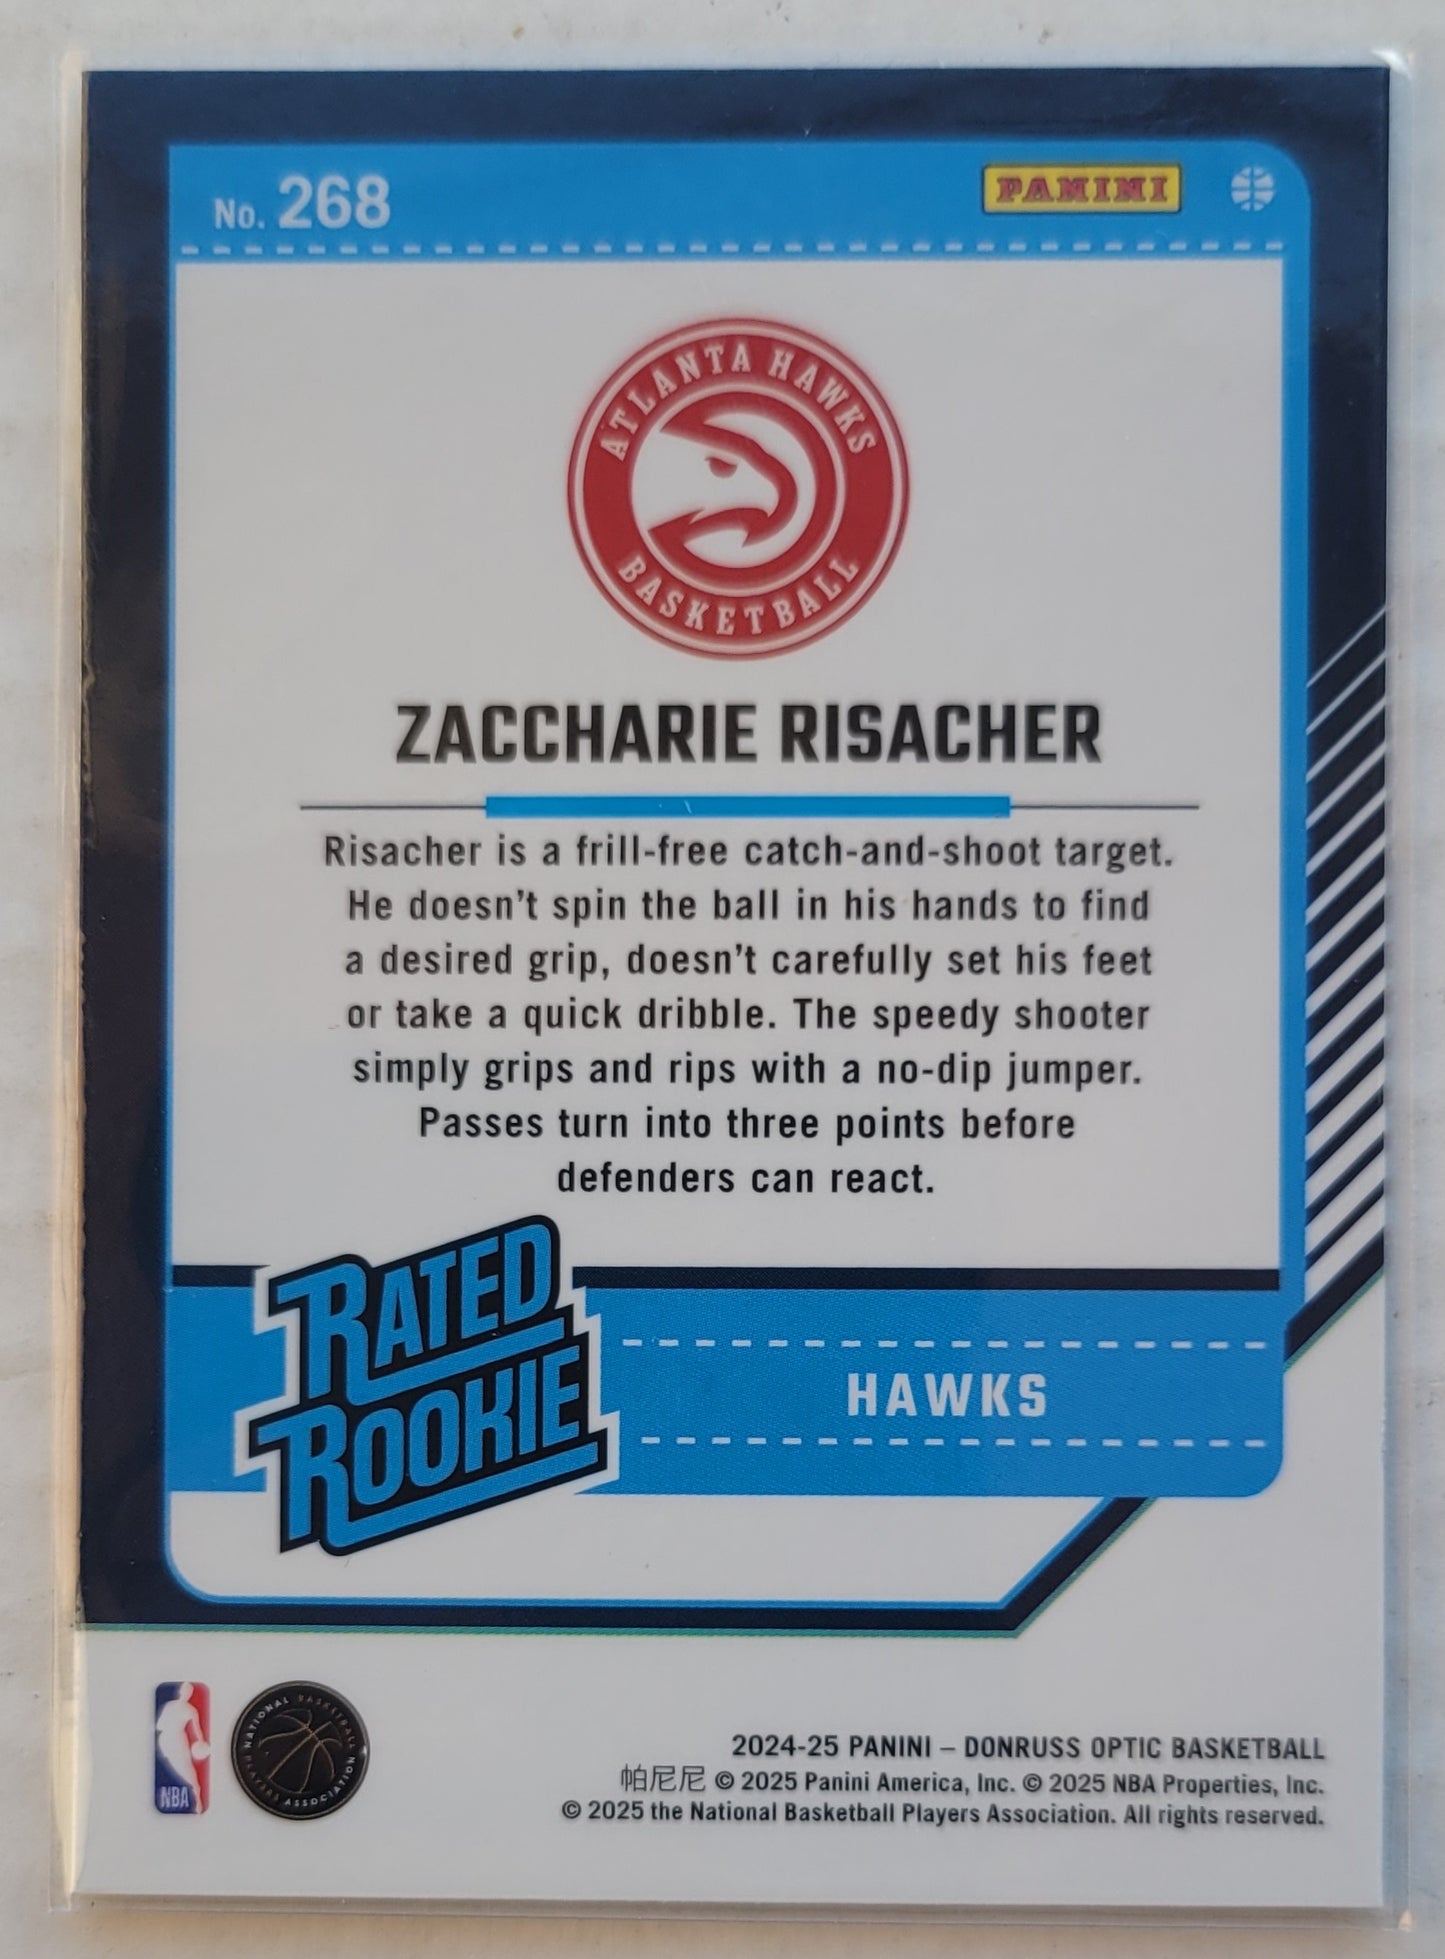 No. 268
PANINI
ATLANTA HAWKS
BASKETBALL
ZACCHARIE RISACHER
Risacher is a frill-free catch-and-shoot target.
He doesn't spin the ball in his hands to find
a desired grip, doesn't carefully set his feet
or take a quick dribble. The speedy shooter
simply grips and rips with a no-dip jumper.
Passes turn into three points before
defenders can react.
RATED
ROOKIE
HAWKS
NBA
NATIONAL BASKETBALL
PLAYERS ASSOCIATION
2024-25 PANINI – DONRUSS OPTIC BASKETBALL
帕尼尼 © 2025 Panini America, Inc. © 2025 NBA Properties, Inc.
© 2025 the National Basketball Players Association. All rights reserved.